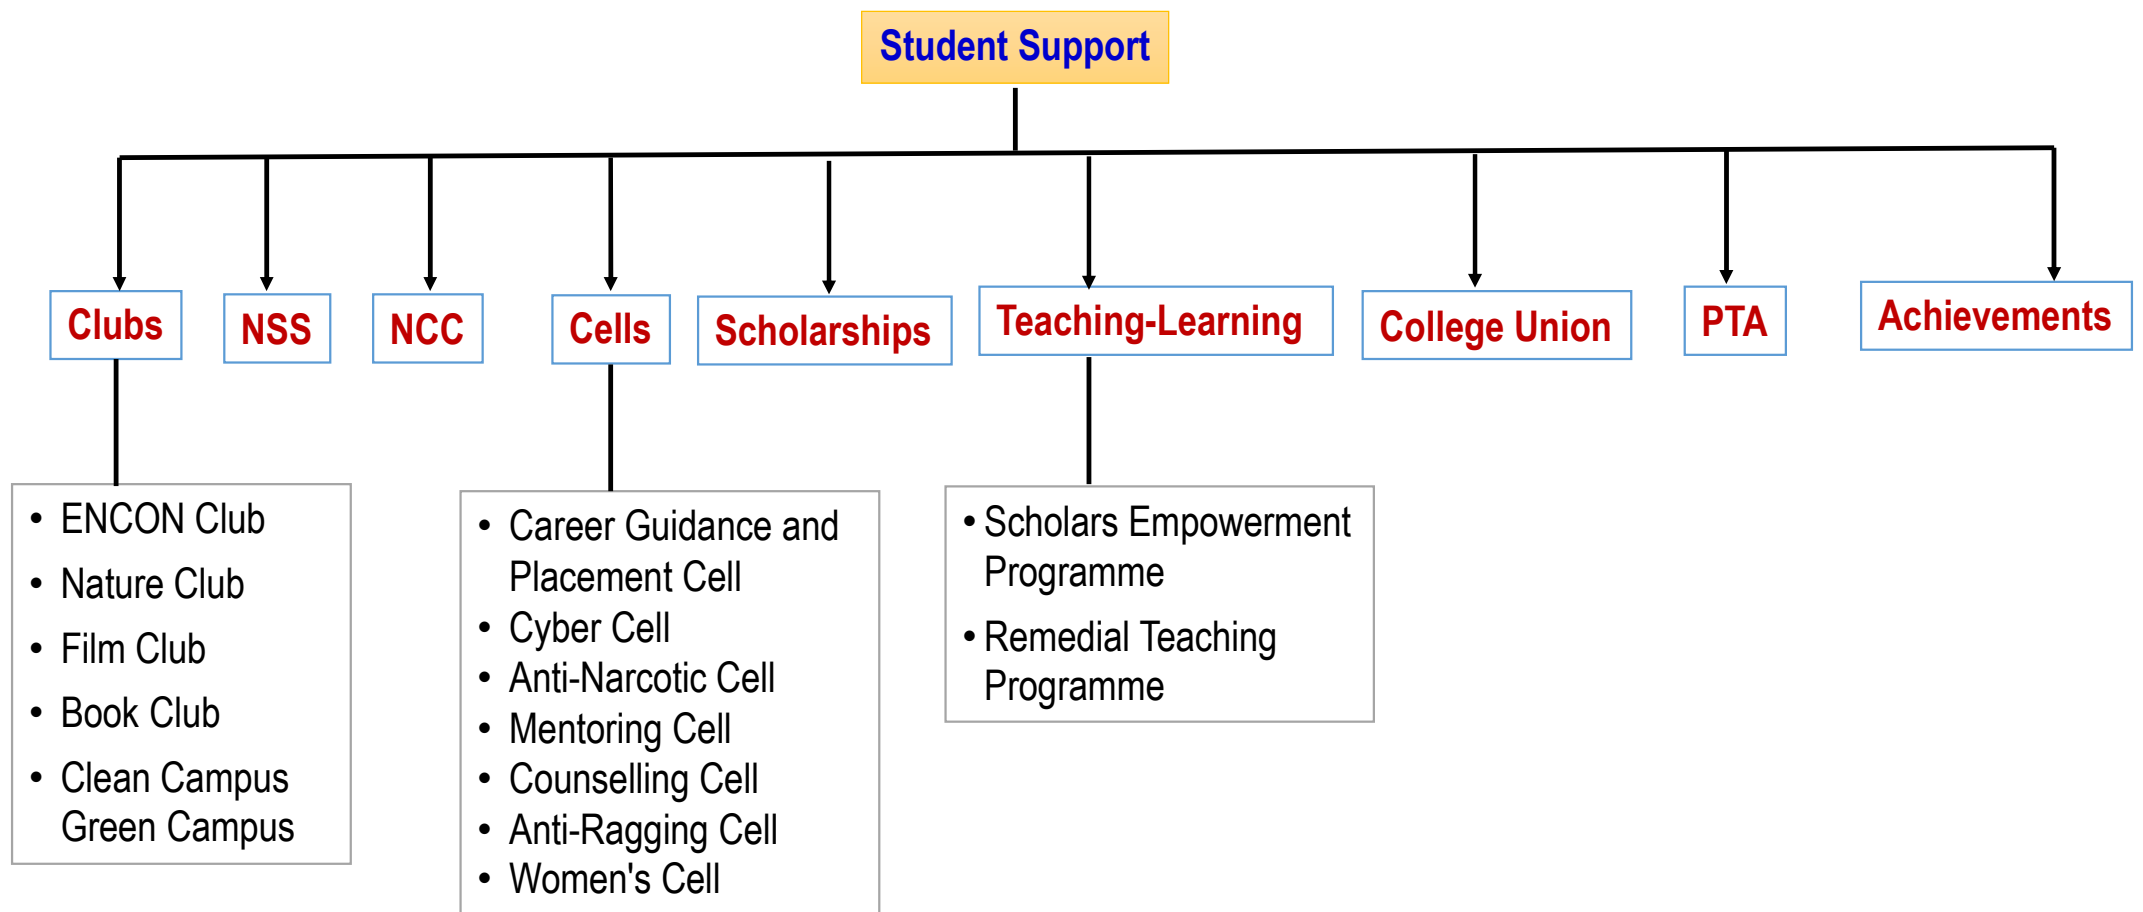 Student Support
Clubs
NSS
NCC
Cells
Scholarships
Teaching-Learning
College Union
PTA
Achievements
• ENCON Club
• Nature Club
• Film Club
• Book Club
• Clean Campus
Green Campus
• Career Guidance and
Placement Cell
• Cyber Cell
• Anti-Narcotic Cell
• Mentoring Cell
• Counselling Cell
• Anti-Ragging Cell
• Women's Cell
• Scholars Empowerment
Programme
• Remedial Teaching
Programme